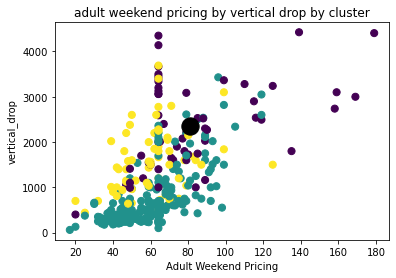 adult weekend pricing by vertical drop by cluster
vertical_drop
4000
3000
2000
1000
0
20 40 60 80 100 120 140 160 180
Adult Weekend Pricing